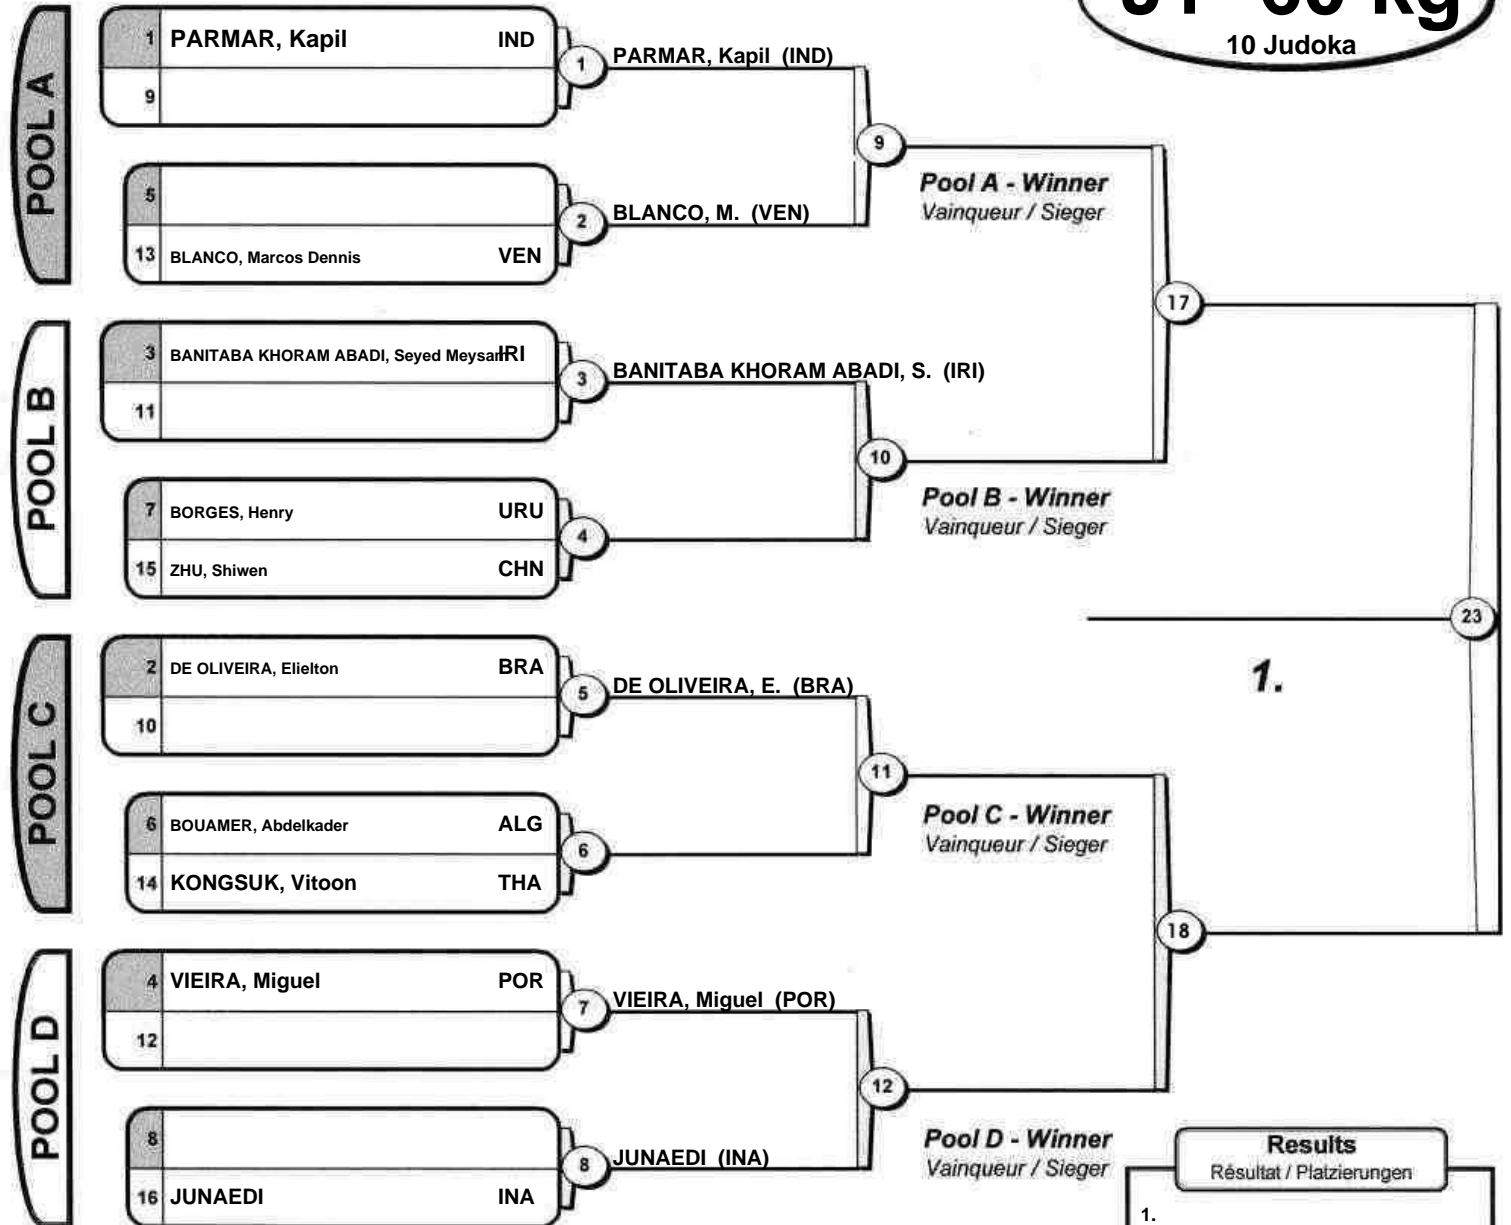 10 Judoka
POOL A
1 PARMAR, Kapil IND
9
1 PARMAR, Kapil (IND)
5
13 BLANCO, Marcos Dennis VEN
2 BLANCO, M. (VEN)
9
Pool A - Winner
Vainqueur / Sieger
POOL B
3 BANITABA KHORAM ABADI, Seyed Meysam IRI
11
3 BANITABA KHORAM ABADI, S. (IRI)
7 BORGES, Henry URU
15 ZHU, Shiwen CHN
4
10
Pool B - Winner
Vainqueur / Sieger
17
POOL C
2 DE OLIVEIRA, Elielton BRA
10
5 DE OLIVEIRA, E. (BRA)
6 BOUAMER, Abdelkader ALG
14 KONGSUK, Vitoon THA
6
11
Pool C - Winner
Vainqueur / Sieger
23
1.
POOL D
4 VIEIRA, Miguel POR
12
7 VIEIRA, Miguel (POR)
8
16 JUNAEDI INA
8 JUNAEDI (INA)
12
Pool D - Winner
Vainqueur / Sieger
18
Results
Résultat / Platzierungen
1.